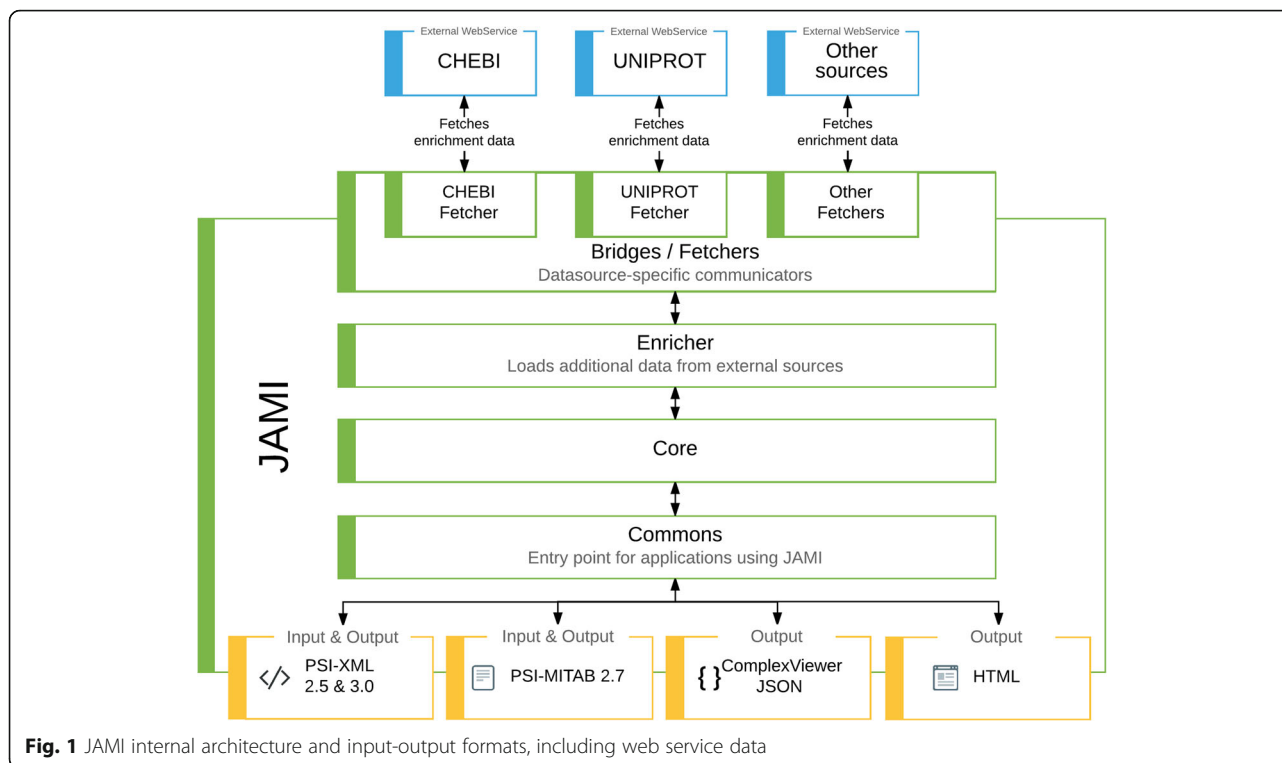 External WebService
CHEBI
External WebService
UNIPROT
External WebService
Other
sources
Fetches
enrichment data
Fetches
enrichment data
Fetches
enrichment data
CHEBI
Fetcher
UNIPROT
Fetcher
Other
Fetchers
Bridges / Fetchers
Datasource-specific communicators
Enricher
Loads additional data from external sources
JAMI
Core
Commons
Entry point for applications using JAMI
Input & Output
</> PSI-XML
2.5 & 3.0
Input & Output
PSI-MITAB 2.7
Output
{ } ComplexViewer
JSON
Output
HTML
Fig. 1 JAMI internal architecture and input-output formats, including web service data